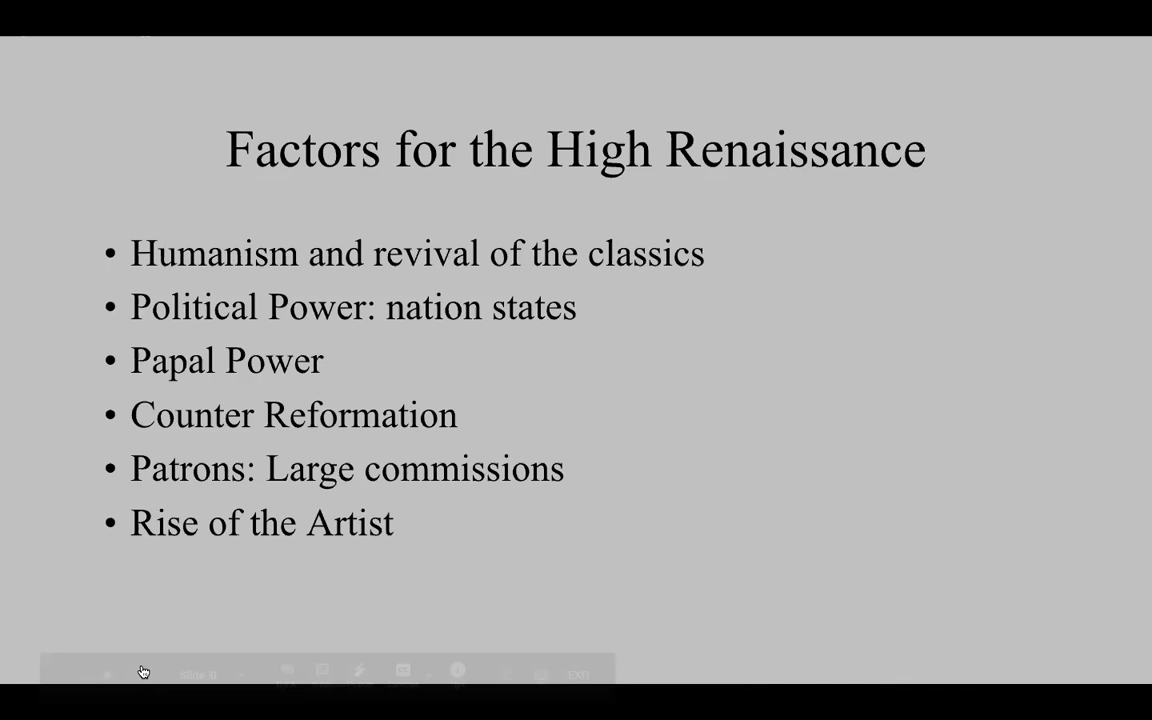 Factors for the High Renaissance
• Humanism and revival of the classics
• Political Power: nation states
• Papal Power
• Counter Reformation
• Patrons: Large commissions
• Rise of the Artist
EXIT